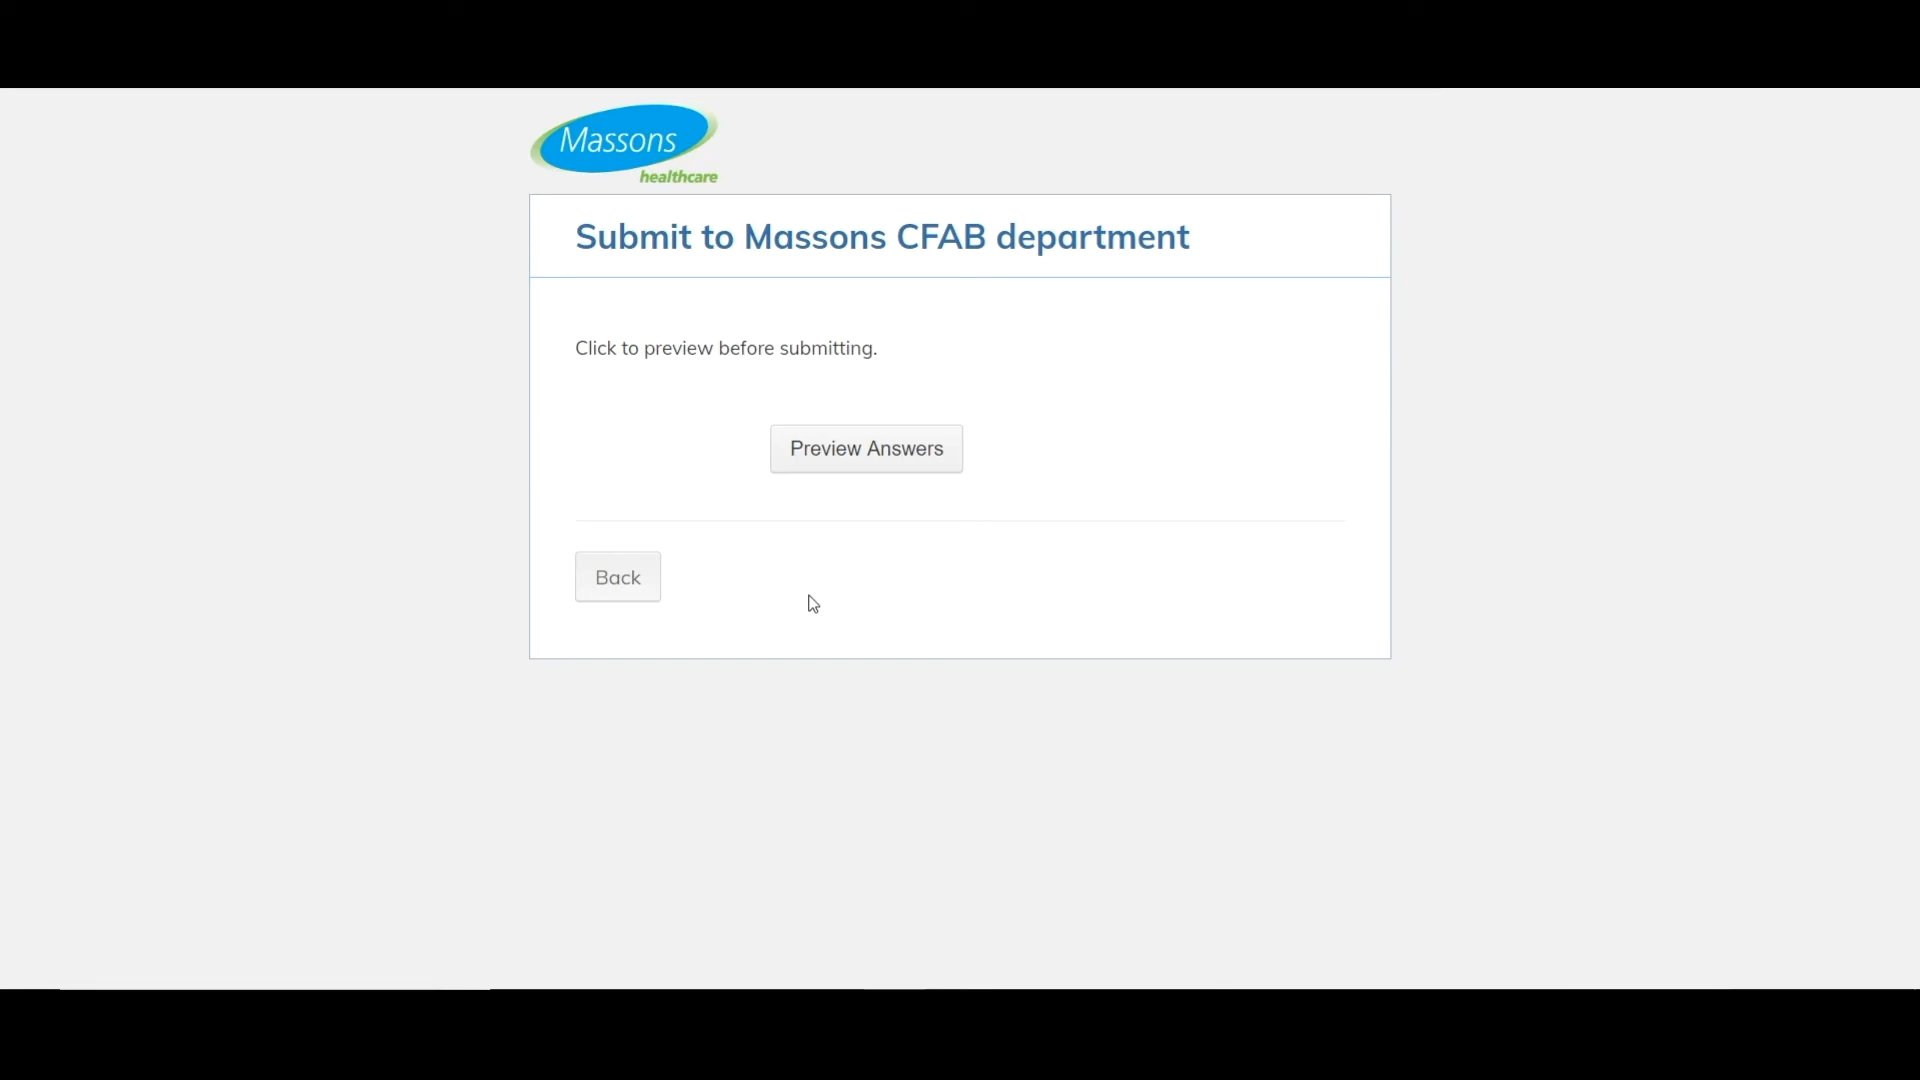 Massons
healthcare
Submit to Massons CFAB department
Click to preview before submitting.
Preview Answers
Back